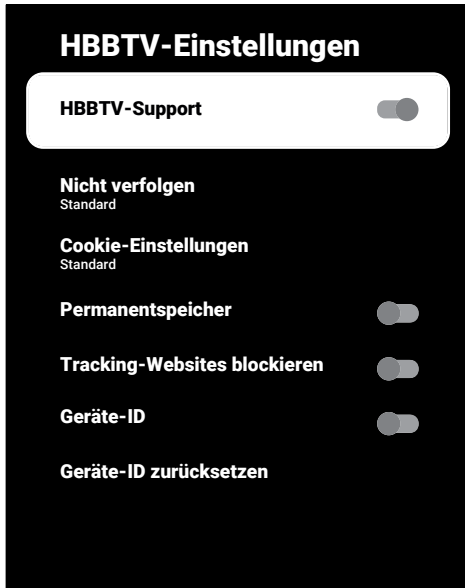 HBBTV-Einstellungen
HBBTV-Support
Nicht verfolgen
Standard
Cookie-Einstellungen
Standard
Permanentspeicher
Tracking-Websites blockieren
Geräte-ID
Geräte-ID zurücksetzen